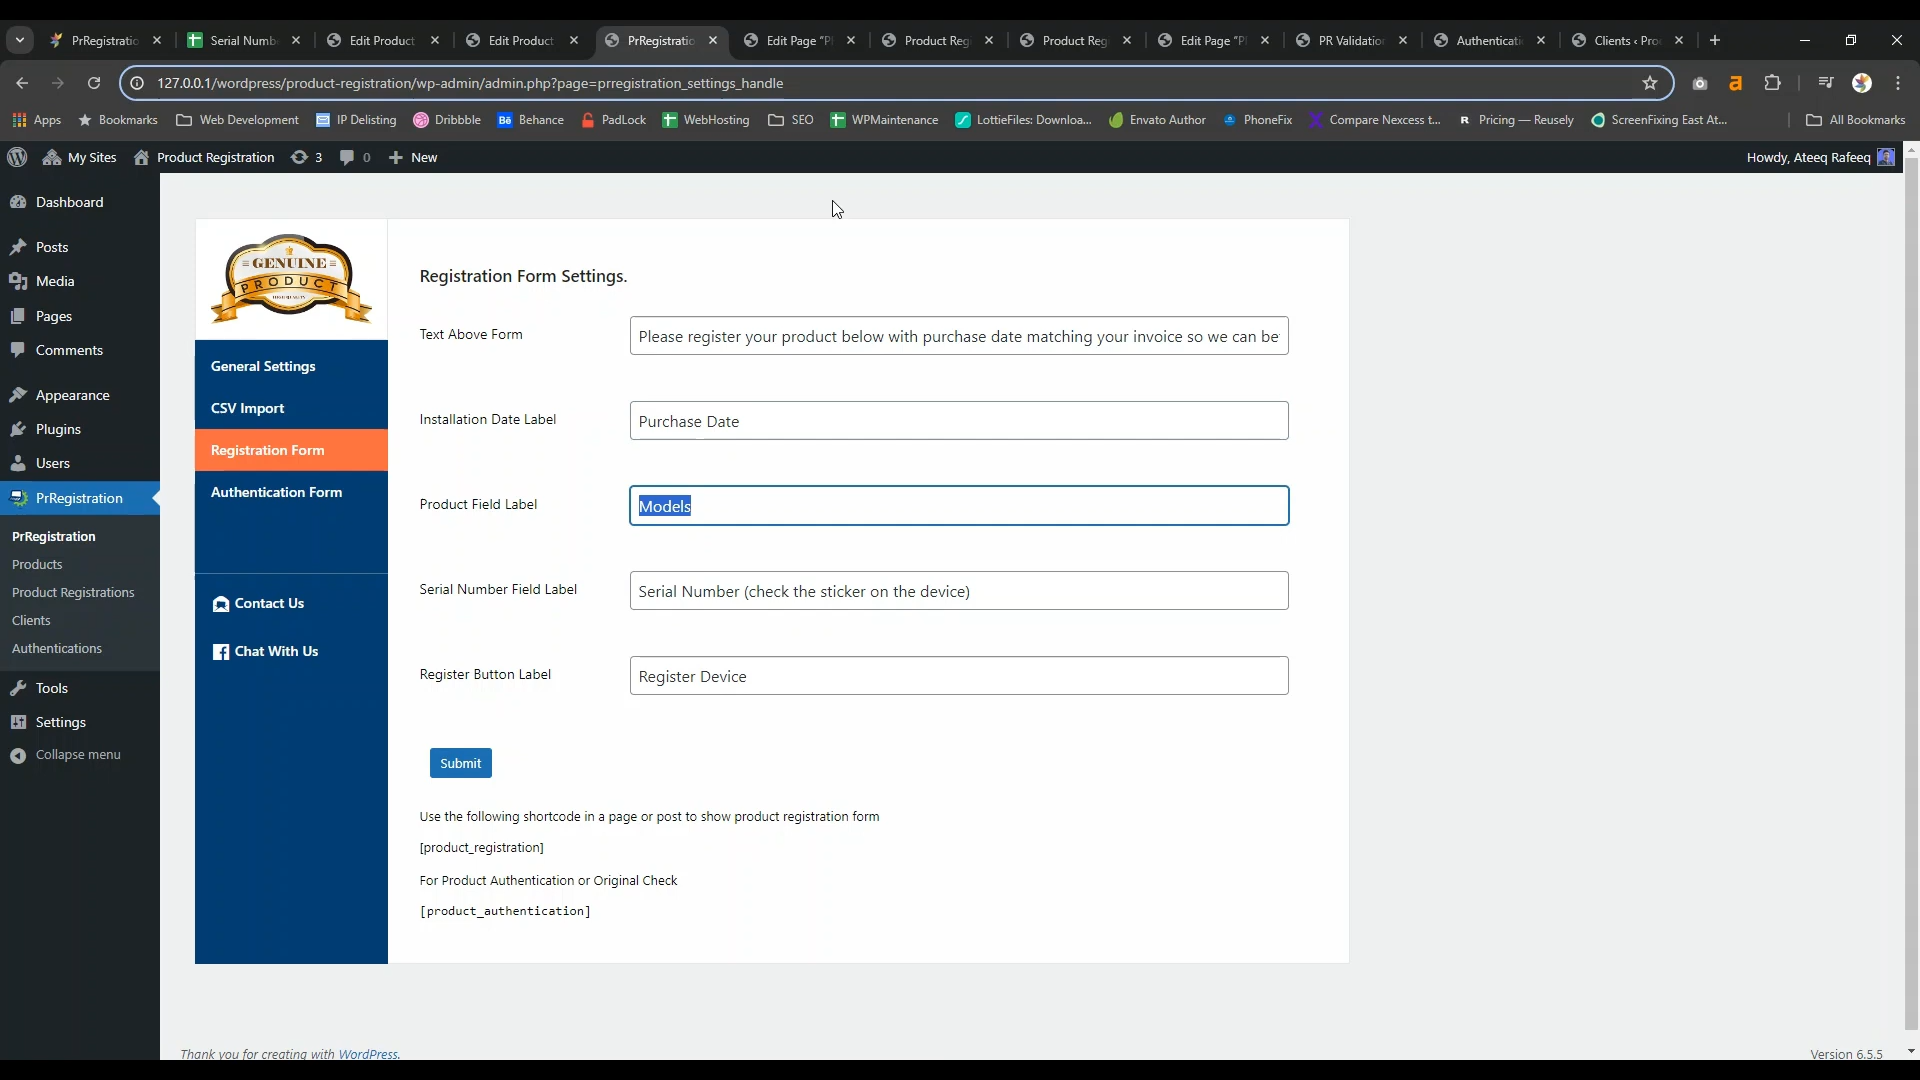 PrRegistratio
Serial Numb
Edit Product
Edit Product
PrRegistratio
Edit Page "P
Product Reg
Product Reg
Edit Page "P
PR Validation
Authenticati
Clients ‹ Pro
127.0.0.1/wordpress/product-registration/wp-admin/admin.php?page=prregistration_settings_handle
Apps
Bookmarks
Web Development
IP Delisting
Dribbble
Behance
PadLock
WebHosting
SEO
WPMaintenance
LottieFiles: Downloa...
Envato Author
PhoneFix
Compare Nexcess t...
Pricing — Reusely
ScreenFixing East At...
All Bookmarks
My Sites
Product Registration
3
0
New
Howdy, Ateeq Rafeeq
Dashboard
Posts
Media
Pages
Comments
Appearance
Plugins
Users
PrRegistration
PrRegistration
Products
Product Registrations
Clients
Authentications
Tools
Settings
Collapse menu
GENUINE
PRODUCT
General Settings
CSV Import
Registration Form
Authentication Form
Contact Us
Chat With Us
Registration Form Settings.
Text Above Form
Please register your product below with purchase date matching your invoice so we can be
Installation Date Label
Purchase Date
Product Field Label
Models
Serial Number Field Label
Serial Number (check the sticker on the device)
Register Button Label
Register Device
Submit
Use the following shortcode in a page or post to show product registration form
[product_registration]
For Product Authentication or Original Check
[product_authentication]
Thank you for creating with WordPress.
Version 6.5.5